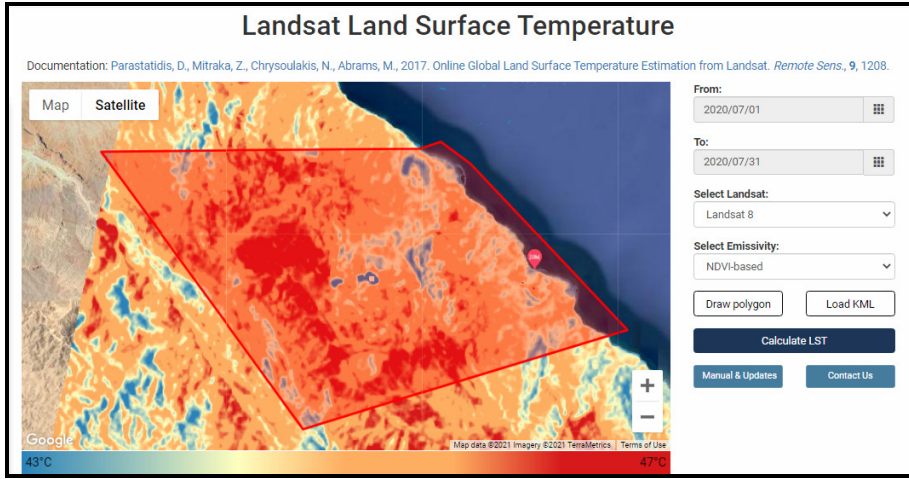 Landsat Land Surface Temperature
Documentation: Parastatidis, D., Mitraka, Z., Chrysoulakis, N., Abrams, M., 2017. Online Global Land Surface Temperature Estimation from Landsat. Remote Sens., 9, 1208.
Map Satellite
From:
2020/07/01
To:
2020/07/31
Select Landsat:
Landsat 8
Select Emissivity:
NDVI-based
Draw polygon Load KML
Calculate LST
Manual & Updates Contact Us
Google
Map data ©2021 Imagery ©2021 TerraMetrics Terms of Use
43°C 47°C